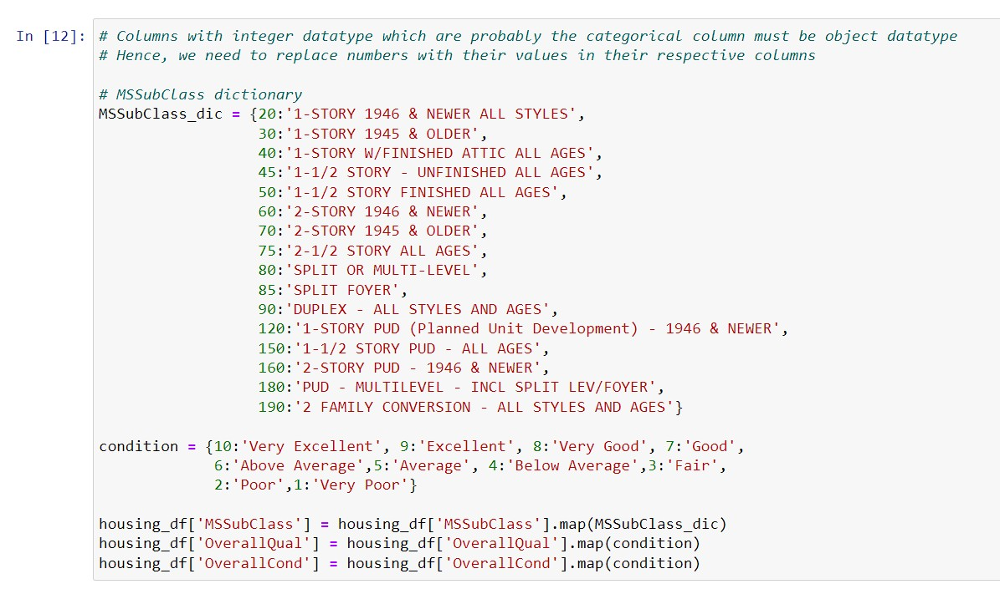 In [12]: # Columns with integer datatype which are probably the categorical column must be object datatype
# Hence, we need to replace numbers with their values in their respective columns
# MSSubClass dictionary
MSSubClass_dic = {20:'1-STORY 1946 & NEWER ALL STYLES',
30:'1-STORY 1945 & OLDER',
40:'1-STORY W/FINISHED ATTIC ALL AGES',
45:'1-1/2 STORY - UNFINISHED ALL AGES',
50:'1-1/2 STORY FINISHED ALL AGES',
60:'2-STORY 1946 & NEWER',
70:'2-STORY 1945 & OLDER',
75:'2-1/2 STORY ALL AGES',
80:'SPLIT OR MULTI-LEVEL',
85:'SPLIT FOYER',
90:'DUPLEX - ALL STYLES AND AGES',
120:'1-STORY PUD (Planned Unit Development) - 1946 & NEWER',
150:'1-1/2 STORY PUD - ALL AGES',
160:'2-STORY PUD - 1946 & NEWER',
180:'PUD - MULTILEVEL - INCL SPLIT LEV/FOYER',
190:'2 FAMILY CONVERSION - ALL STYLES AND AGES'}
condition = {10:'Very Excellent', 9:'Excellent', 8:'Very Good', 7:'Good',
6:'Above Average',5:'Average', 4:'Below Average',3:'Fair',
2:'Poor',1:'Very Poor'}
housing_df['MSSubClass'] = housing_df['MSSubClass'].map(MSSubClass_dic)
housing_df['OverallQual'] = housing_df['OverallQual'].map(condition)
housing_df['OverallCond'] = housing_df['OverallCond'].map(condition)